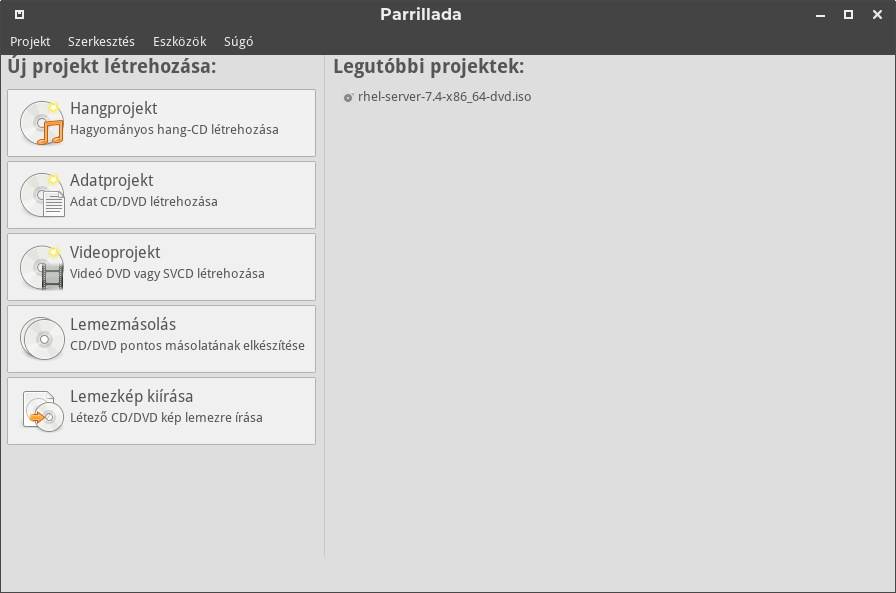 Parrillada
Projekt Szerkesztés Eszközök Súgó
Új projekt létrehozása:
Hangprojekt
Hagyományos hang-CD létrehozása
Adatprojekt
Adat CD/DVD létrehozása
Videoprojekt
Videó DVD vagy SVCD létrehozása
Lemezmásolás
CD/DVD pontos másolatának elkészítése
Lemezkép kiírása
Létező CD/DVD kép lemezre írása
Legutóbbi projektek:
rhel-server-7.4-x86_64-dvd.iso